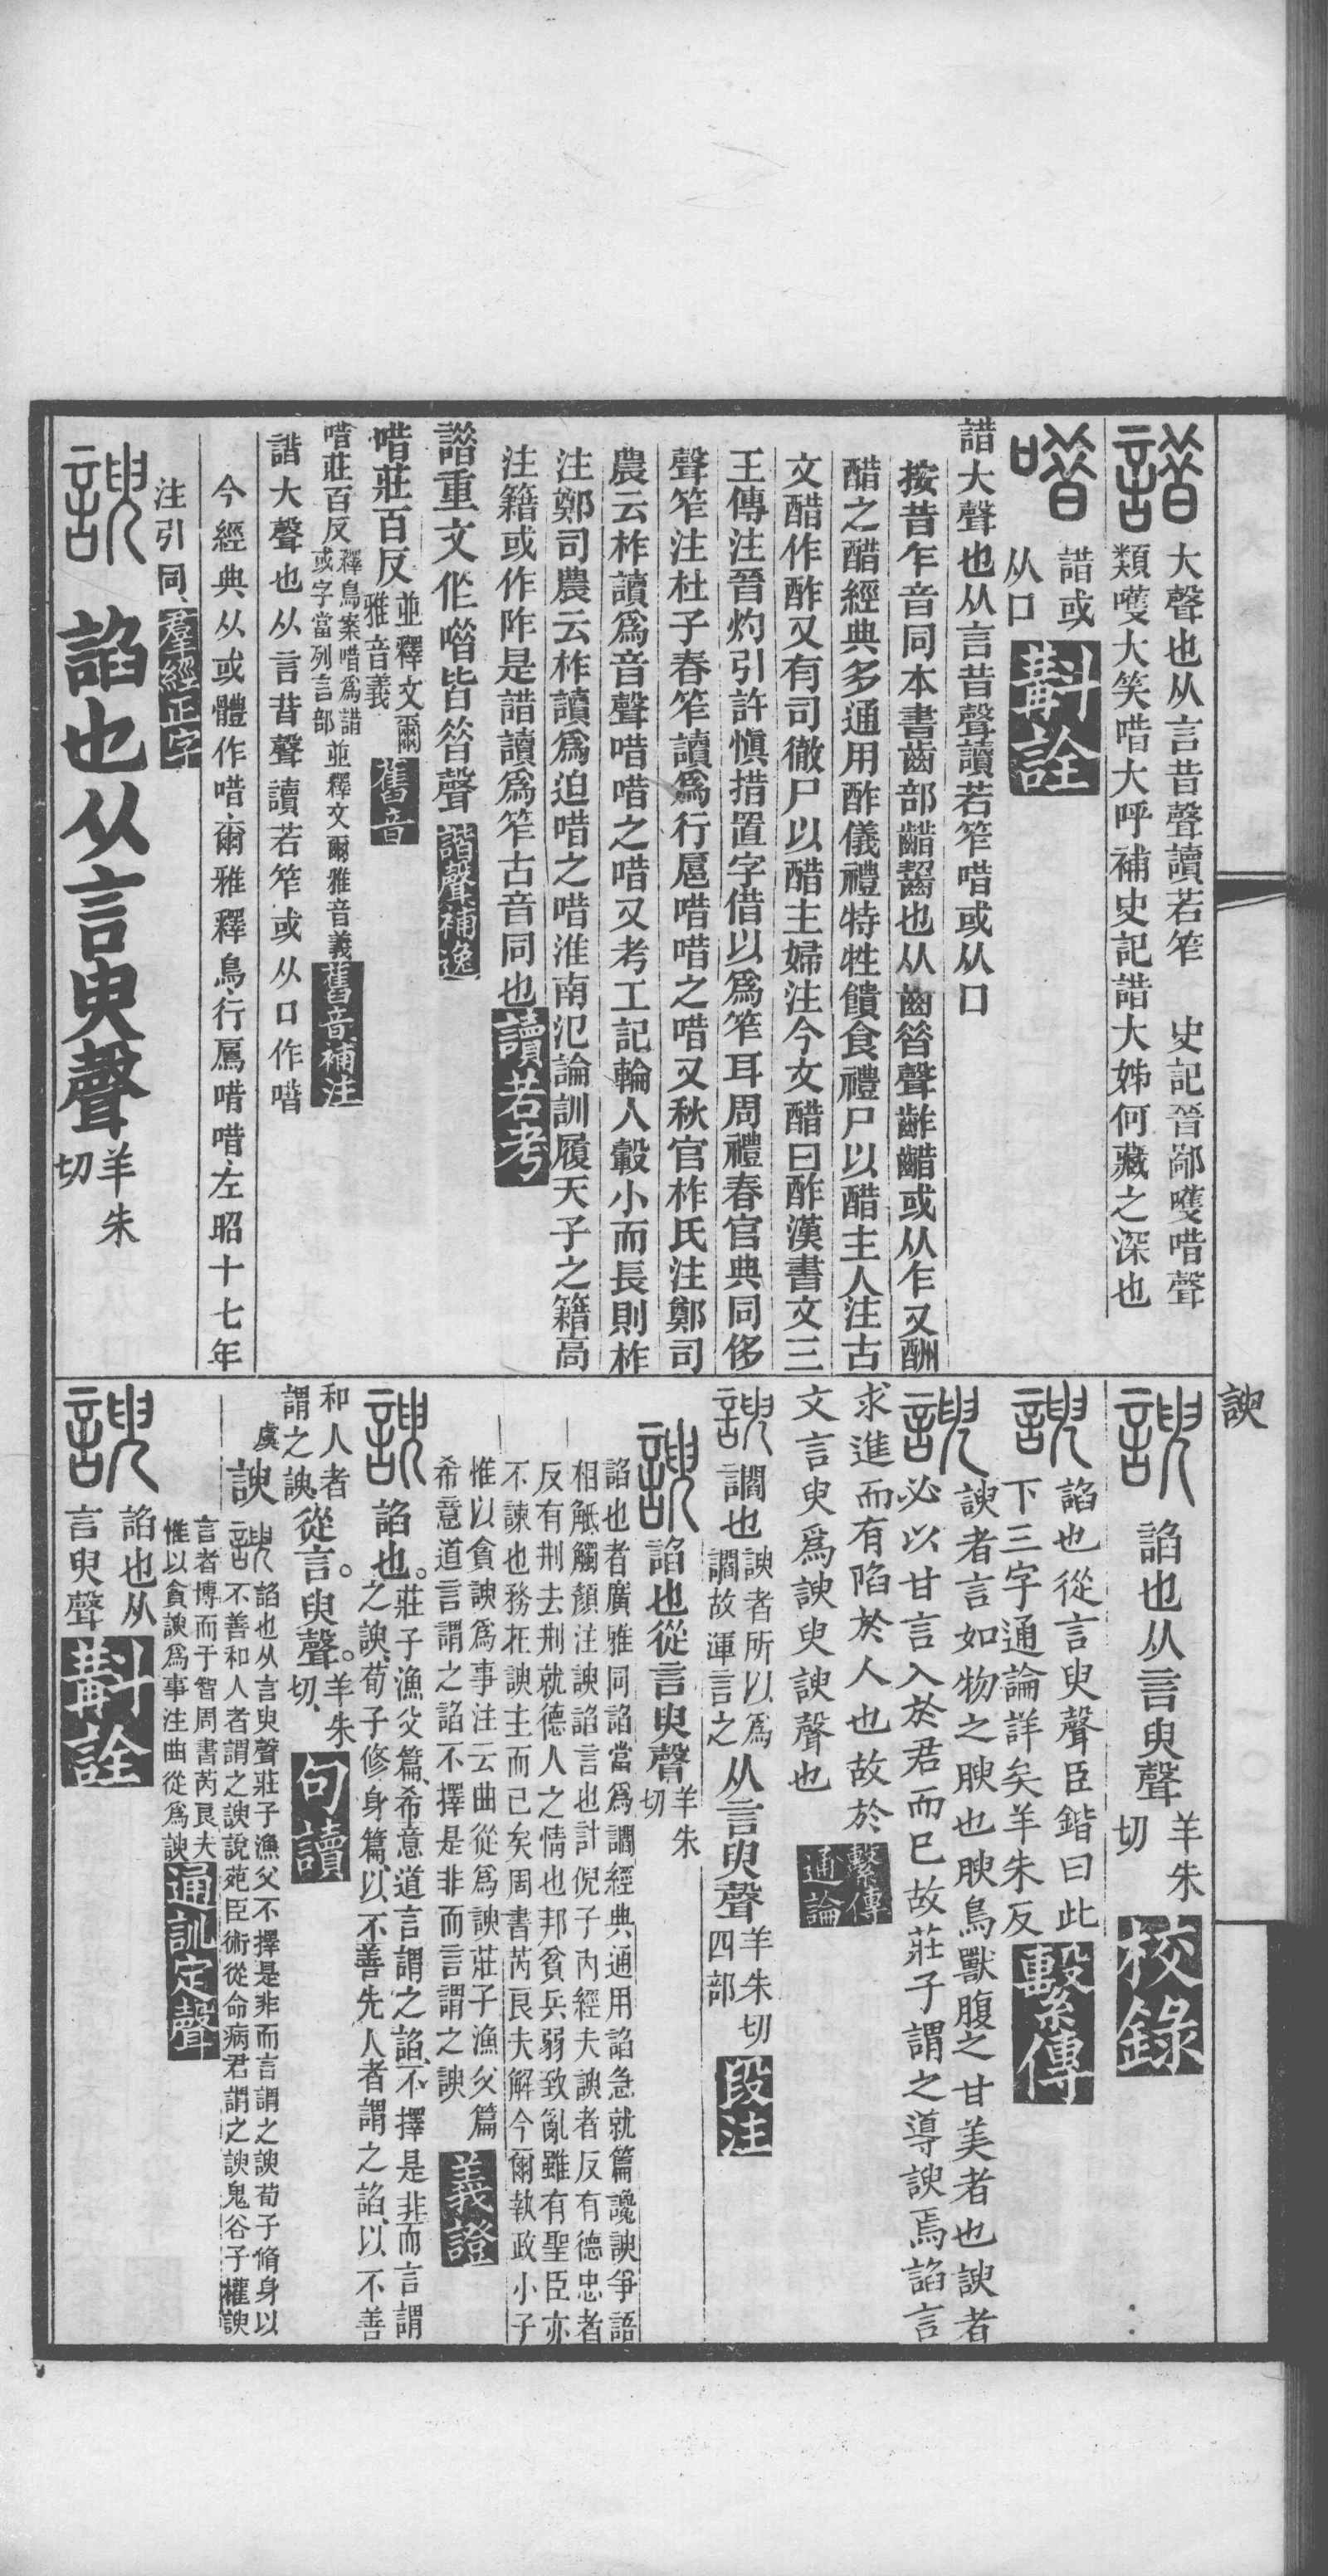 諛
大聲也从言昔聲讀若笮　史記晉鄙嚄唶聲
類嚄大笑唶大呼補史記諎大姊何藏之深也
諎或
从口
斠詮
諎大聲也从言昔聲讀若笮唶或从口
按昔乍音同本書齒部齰齧也从齒昔聲齚齰或从乍又酬
醋之醋經典多通用酢儀禮特牲饋食禮尸以醋主人注古
文醋作酢又有司徹尸以醋主婦注今文醋曰酢漢書文三
王傳注晉灼引許愼措置字借以爲笮耳周禮春官典同侈
聲笮注杜子春笮讀爲行扈唶唶之唶又秋官柞氏注鄭司
農云柞讀爲音聲唶唶之唶又考工記輪人轂小而長則柞
注鄭司農云柞讀爲迫唶之唶淮南氾論訓履天子之籍高
注籍或作阼是諎讀爲笮古音同也讀若考
諎重文作唶皆昔聲諧聲補逸
唶莊百反並釋文爾
雅音義
舊音
唶莊百反釋鳥案唶爲諎
或字當列言部
並釋文爾雅音義舊音補注
諎大聲也从言昔聲讀若笮或从口作唶
今經典从或體作唶爾雅釋鳥行鳸唶唶左昭十七年
注引同羣經正字
諛　諂也从言臾聲羊朱
切
諛　諂也从言臾聲羊朱
切
校錄
諛　諂也從言臾聲臣鍇曰此
下三字通論詳矣羊朱反繫傳
諛者言如物之腴也腴鳥獸腹之甘美者也諛者
諛必以甘言入於君而巳故莊子謂之導諛焉諂言
求進而有陷於人也故於
文言臾爲諛臾諛聲也
繫傳
通論
諛　讇也諛者所以爲
讇故渾言之
从言臾聲羊朱切
四部
段注
諛　諂也從言臾聲羊朱
切
諂也者廣雅同諂當爲讇經典通用諂急就篇讒諛爭語
相觝觸顏注諛諂言也計倪子內經夫諛者反有德忠者
反有荆去荆就德人之情也邦貧兵弱致亂雖有聖臣亦
不諫也務在諛主而已矣周書芮良夫解今爾執政小子
惟以貪諛爲事注云曲從爲諛莊子漁父篇
希意道言謂之諂不擇是非而言謂之諛
義證
諛　諂也。莊子漁父篇、希意道言謂之諂、不擇是非而言謂
之諛、荀子修身篇、以不善先人者謂之諂、以不善
和人者
謂之諛、
從言。臾聲。羊朱
切、
句讀
虞
諛　諛諂也从言臾聲莊子漁父不擇是非而言謂之諛荀子脩身以
不善和人者謂之諛說苑臣術從命病君謂之諛鬼谷子權諛
言者博而于智周書芮良夫
惟以貪諛爲事注曲從爲諛
通訓定聲
諛　諂也从
言臾聲
斠詮